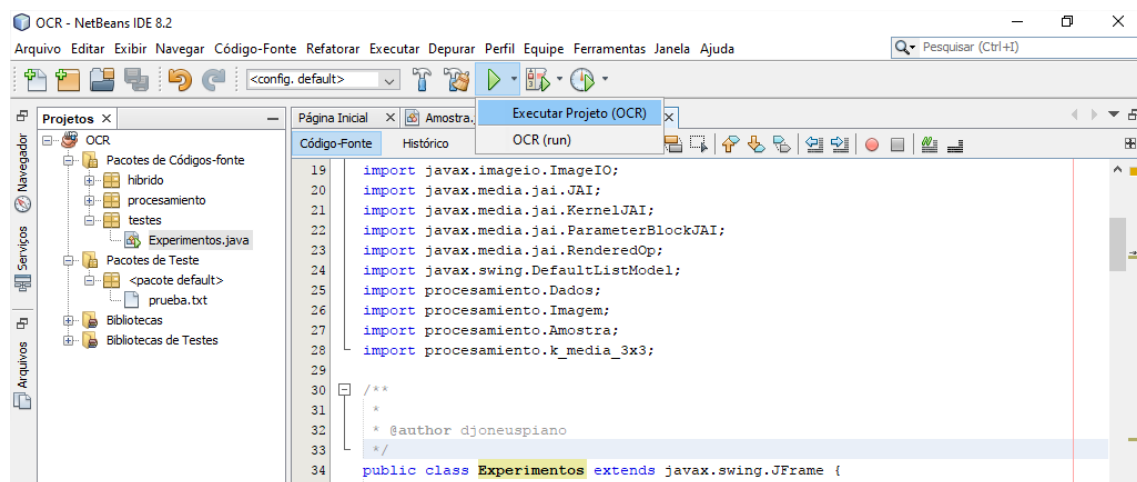 OCR - NetBeans IDE 8.2
Arquivo Editar Exibir Navegar Código-Fonte Refatorar Executar Depurar Perfil Equipe Ferramentas Janela Ajuda
Pesquisar (Ctrl+I)
<config. default>
Executar Projeto (OCR)
OCR (run)
Navegador
Serviços
Arquivos
Projetos
OCR
Pacotes de Códigos-fonte
hibrido
procesamiento
testes
Experimentos.java
Pacotes de Teste
<pacote default>
prueba.txt
Bibliotecas
Bibliotecas de Testes
Página Inicial Amostra.
Código-Fonte Histórico
19 import javax.imageio.ImageIO;
20 import javax.media.jai.JAI;
21 import javax.media.jai.KernelJAI;
22 import javax.media.jai.ParameterBlockJAI;
23 import javax.media.jai.RenderedOp;
24 import javax.swing.DefaultListModel;
25 import procesamiento.Dados;
26 import procesamiento.Imagem;
27 import procesamiento.Amostra;
28 import procesamiento.k_media_3x3;
29
30 /**
31 *
32 * @author djoneuspiano
33 */
34 public class Experimentos extends javax.swing.JFrame {